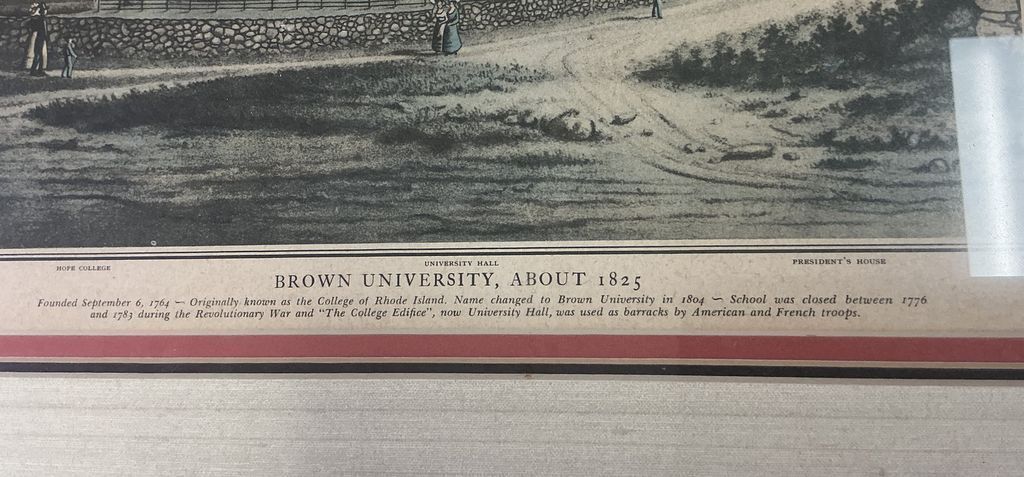 HOPE COLLEGE
UNIVERSITY HALL
PRESIDENT'S HOUSE
BROWN UNIVERSITY, ABOUT 1825
Founded September 6, 1764 — Originally known as the College of Rhode Island. Name changed to Brown University in 1804 — School was closed between 1776
and 1783 during the Revolutionary War and "The College Edifice", now University Hall, was used as barracks by American and French troops.